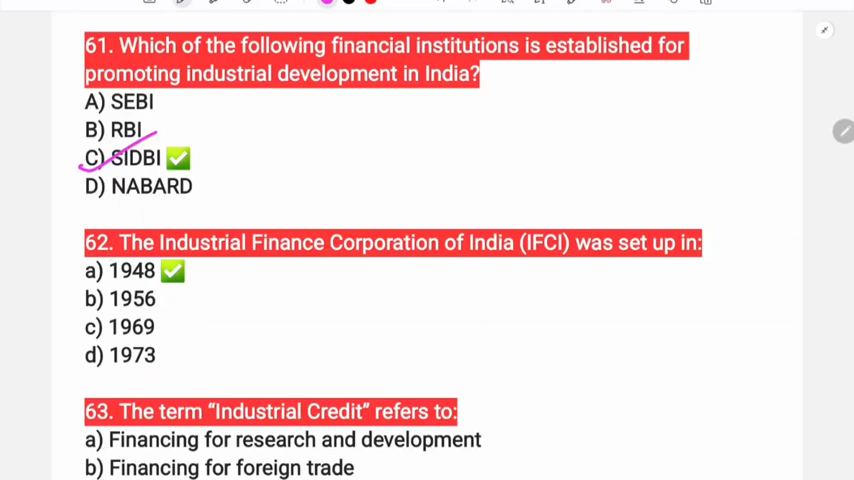 61. Which of the following financial institutions is established for
promoting industrial development in India?
A) SEBI
B) RBI
C) SIDBI ✅
D) NABARD
62. The Industrial Finance Corporation of India (IFCI) was set up in:
a) 1948 ✅
b) 1956
c) 1969
d) 1973
63. The term “Industrial Credit” refers to:
a) Financing for research and development
b) Financing for foreign trade